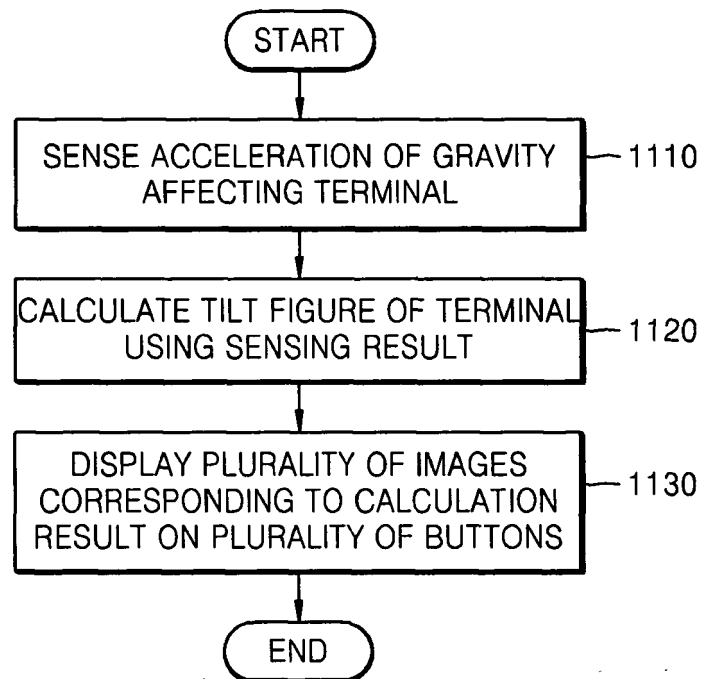 START
SENSE ACCELERATION OF GRAVITY
AFFECTING TERMINAL
1110
CALCULATE TILT FIGURE OF TERMINAL
USING SENSING RESULT
1120
DISPLAY PLURALITY OF IMAGES
CORRESPONDING TO CALCULATION
RESULT ON PLURALITY OF BUTTONS
1130
END